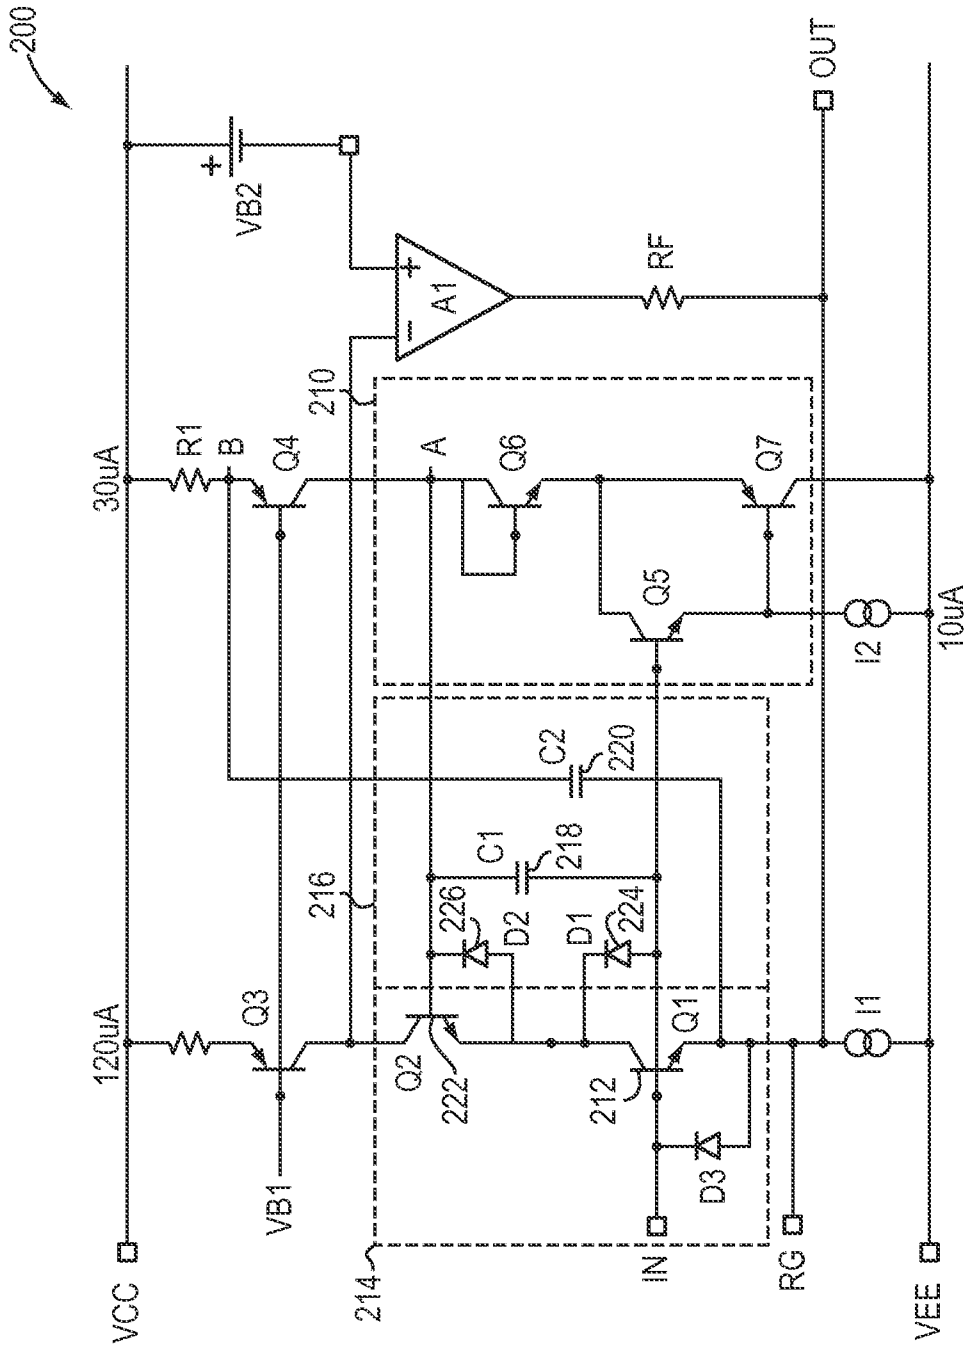 200
VCC
120uA
30uA
R1
B
+
VB2
VB1
Q3
Q4
210
216
214
A
Q2
222
226
D2
C1
218
C2
220
Q6
A1
−
+
RF
212
Q1
D1
224
Q5
Q7
D3
IN
RG
OUT
I1
I2
VEE
10uA